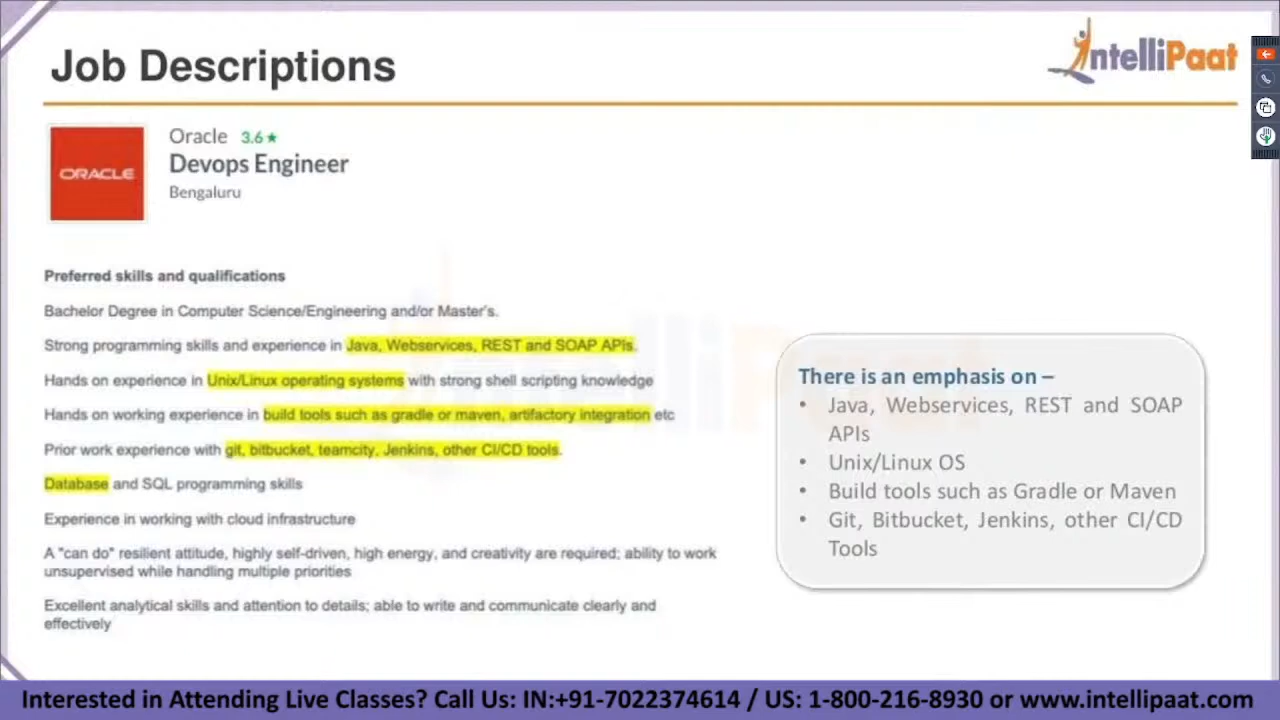 Job Descriptions
IntelliPaat
ORACLE
Oracle 3.6 ★
Devops Engineer
Bengaluru
Preferred skills and qualifications
Bachelor Degree in Computer Science/Engineering and/or Master's.
Strong programming skills and experience in Java, Webservices, REST and SOAP APIs.
Hands on experience in Unix/Linux operating systems with strong shell scripting knowledge
Hands on working experience in build tools such as gradle or maven, artifactory integration etc
Prior work experience with git, bitbucket, teamcity, Jenkins, other CI/CD tools.
Database and SQL programming skills
Experience in working with cloud infrastructure
A "can do" resilient attitude, highly self-driven, high energy, and creativity are required; ability to work
unsupervised while handling multiple priorities
Excellent analytical skills and attention to details; able to write and communicate clearly and
effectively
There is an emphasis on –
• Java, Webservices, REST and SOAP
APIs
• Unix/Linux OS
• Build tools such as Gradle or Maven
• Git, Bitbucket, Jenkins, other CI/CD
Tools
Interested in Attending Live Classes? Call Us: IN:+91-7022374614 / US: 1-800-216-8930 or www.intellipaat.com